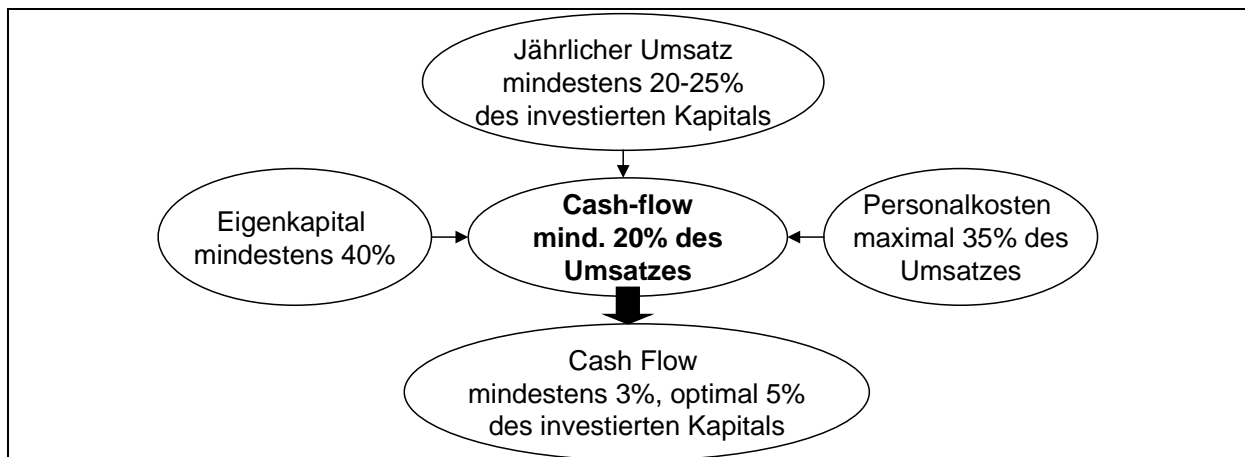 Jährlicher Umsatz
mindestens 20-25%
des investierten Kapitals
Eigenkapital
mindestens 40%
Cash-flow
mind. 20% des
Umsatzes
Personalkosten
maximal 35% des
Umsatzes
Cash Flow
mindestens 3%, optimal 5%
des investierten Kapitals